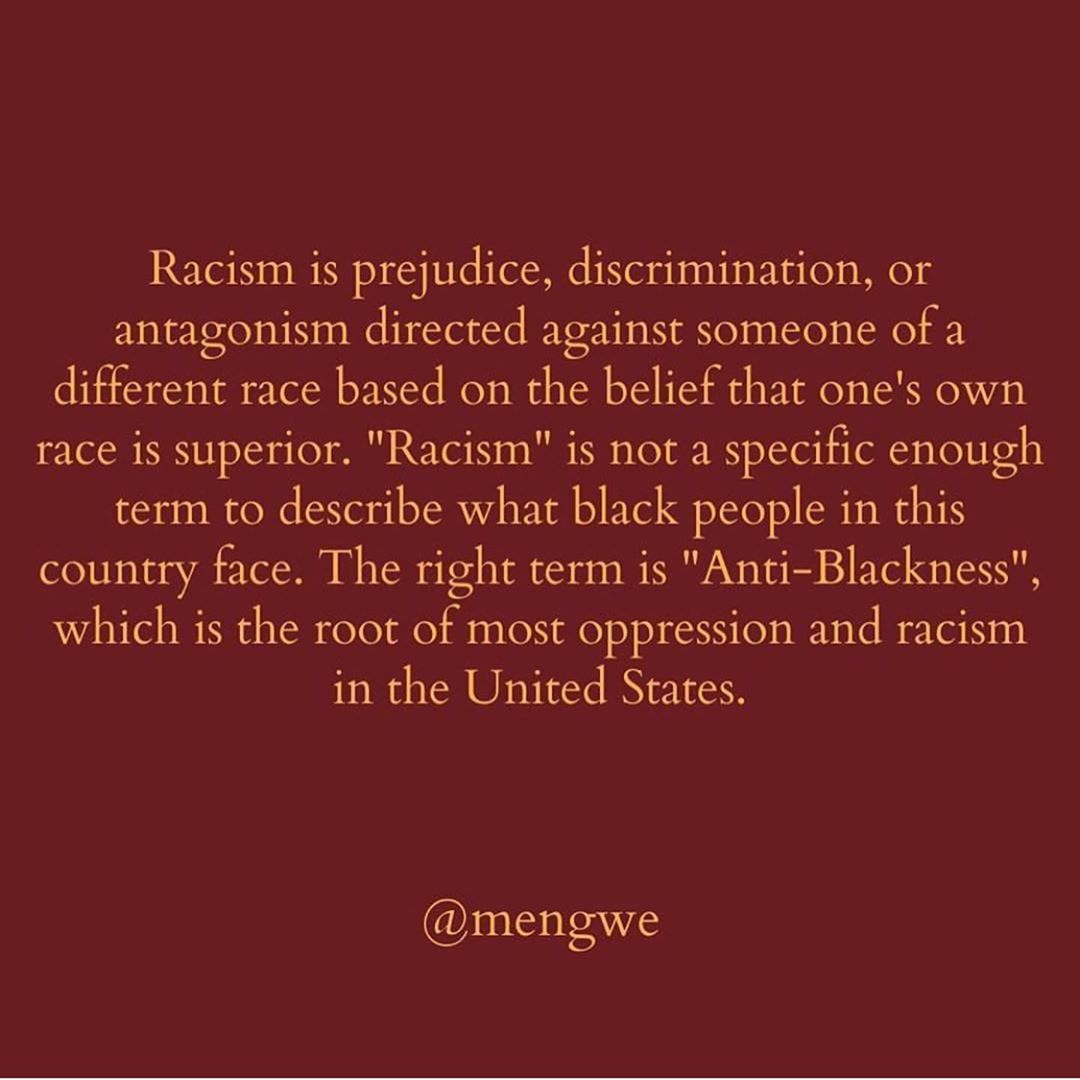 Racism is prejudice, discrimination, or
antagonism directed against someone of a
different race based on the belief that one's own
race is superior. "Racism" is not a specific enough
term to describe what black people in this
country face. The right term is "Anti-Blackness",
which is the root of most oppression and racism
in the United States.
@mengwe